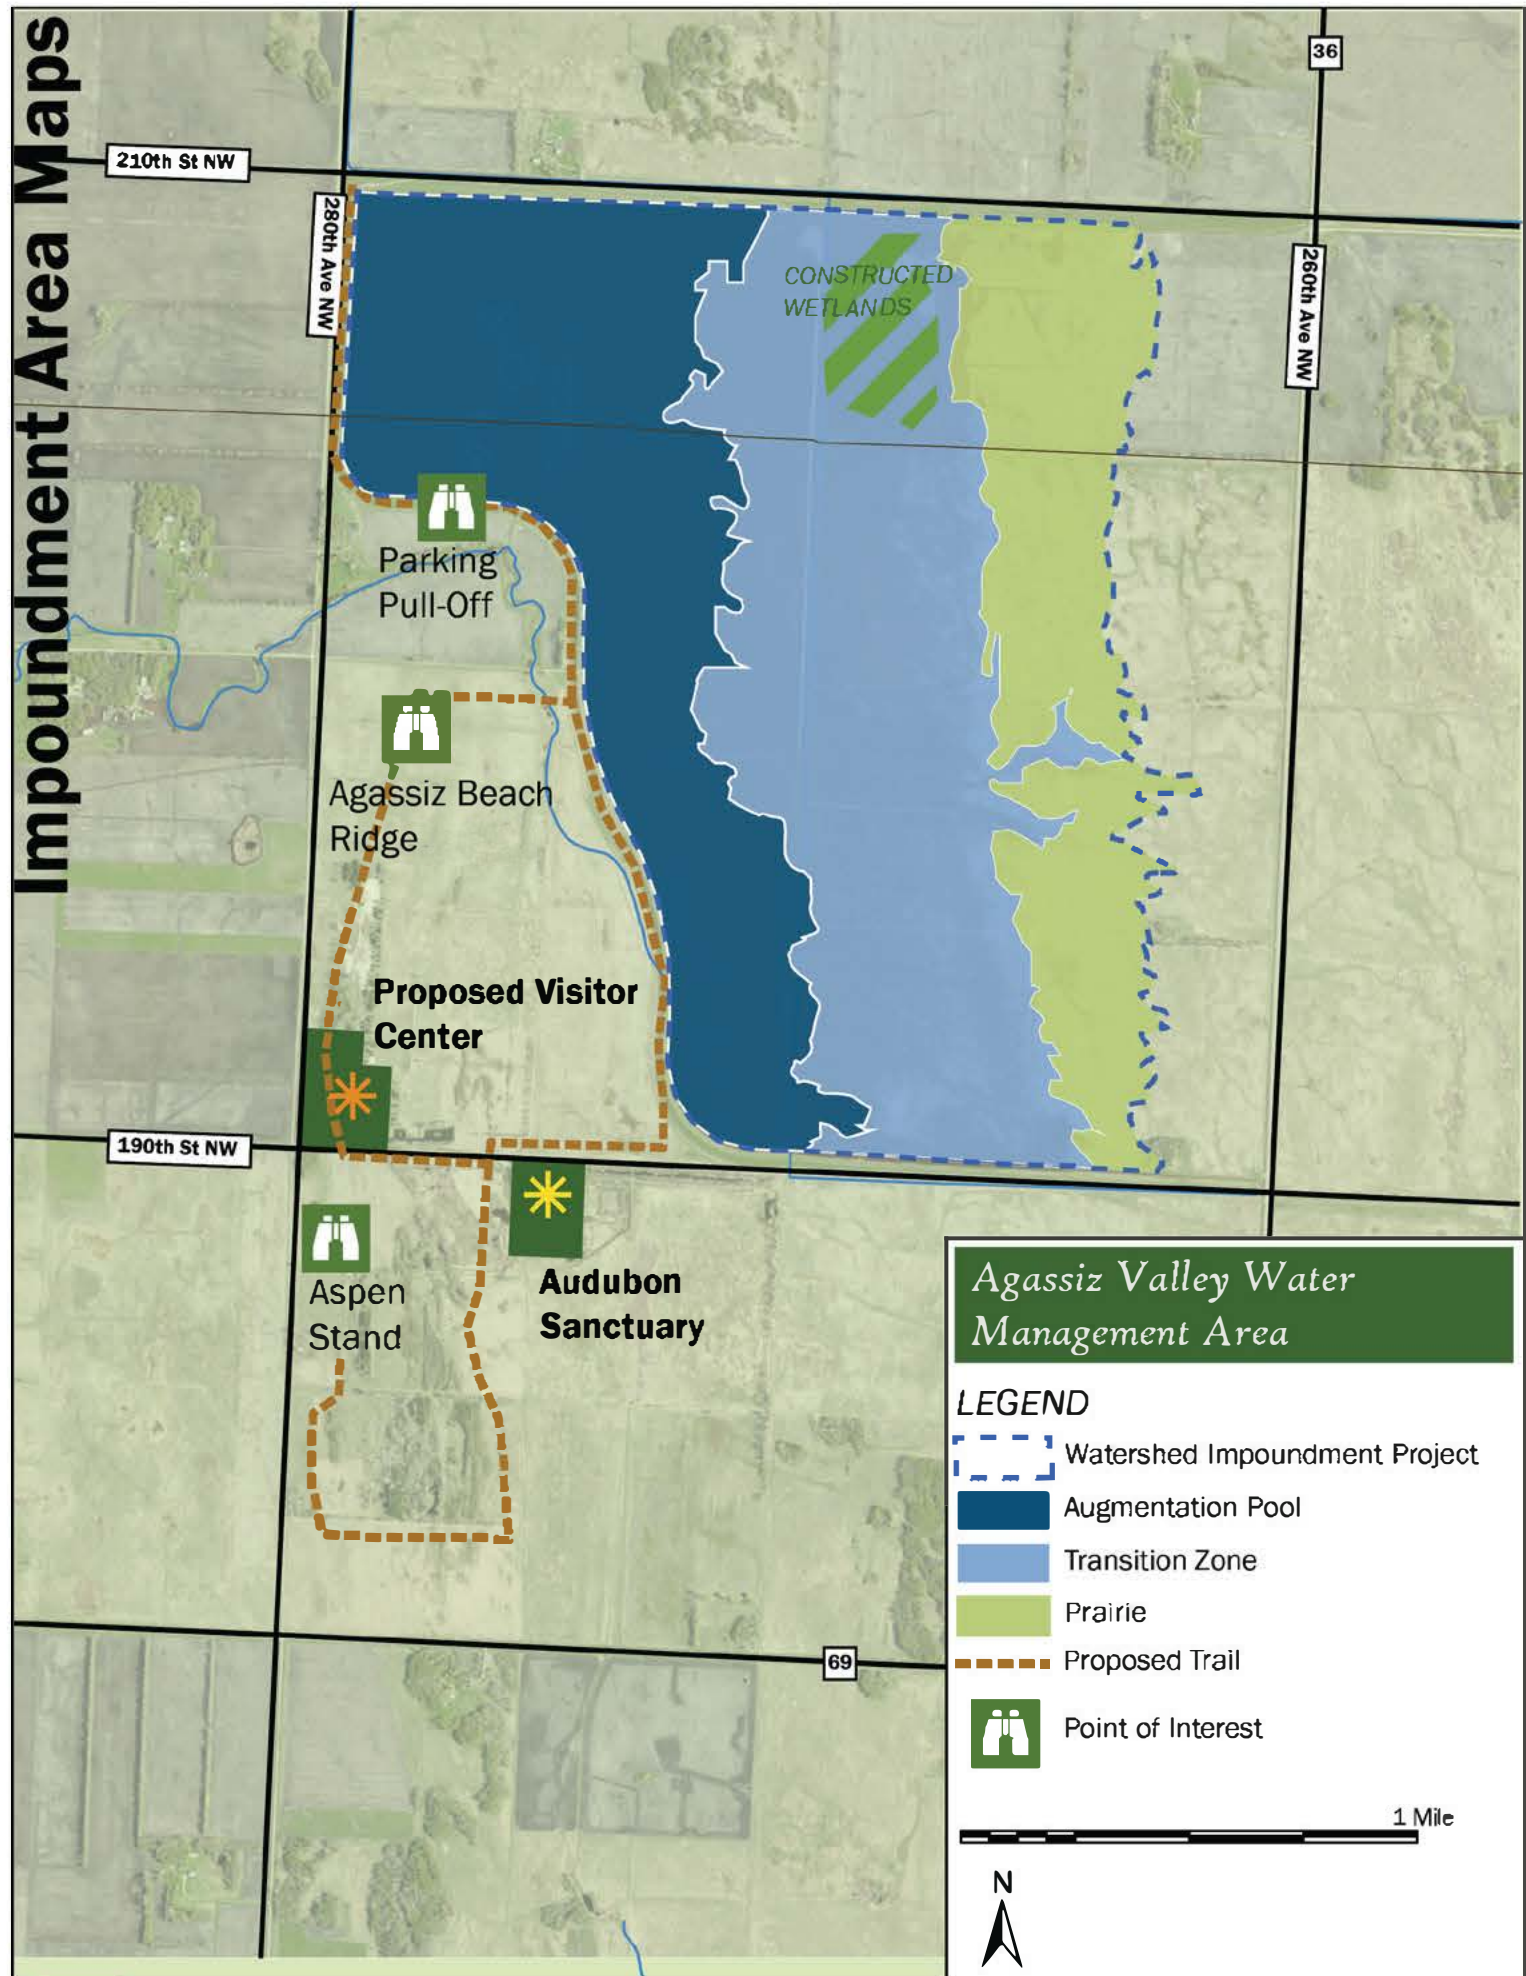 Impoundment Area Maps
36
210th St NW
280th Ave NW
260th Ave NW
CONSTRUCTED
WETLANDS
Parking
Pull-Off
Agassiz Beach
Ridge
Proposed Visitor
Center
190th St NW
Aspen
Stand
Audubon
Sanctuary
69
Agassiz Valley Water
Management Area
LEGEND
Watershed Impoundment Project
Augmentation Pool
Transition Zone
Prairie
Proposed Trail
Point of Interest
1 Mile
N